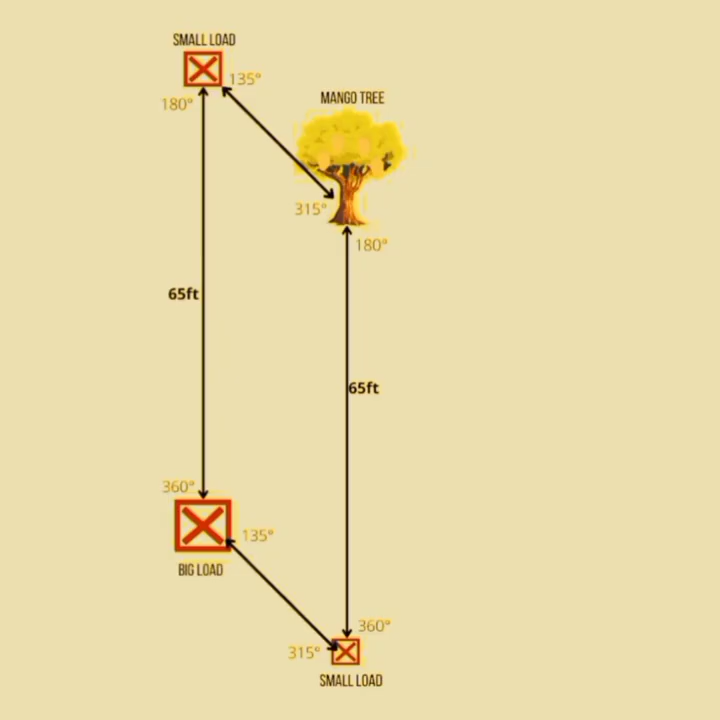 SMALL LOAD
135°
180°
MANGO TREE
315°
180°
65ft
65ft
360°
135°
BIG LOAD
360°
315°
SMALL LOAD